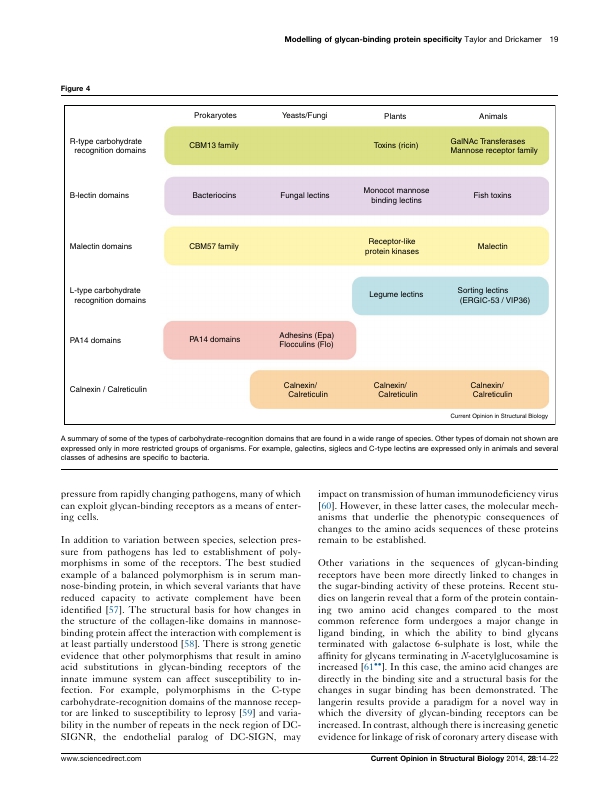 Modelling of glycan-binding protein specificity Taylor and Drickamer 19
Figure 4
Prokaryotes Yeasts/Fungi Plants Animals
R-type carbohydrate
recognition domains
CBM13 family
Toxins (ricin)
GalNAc Transferases
Mannose receptor family
B-lectin domains
Bacteriocins
Fungal lectins
Monocot mannose
binding lectins
Fish toxins
Malectin domains
CBM57 family
Receptor-like
protein kinases
Malectin
L-type carbohydrate
recognition domains
Legume lectins
Sorting lectins
(ERGIC-53 / VIP36)
PA14 domains
PA14 domains
Adhesins (Epa)
Flocculins (Flo)
Calnexin / Calreticulin
Calnexin/
Calreticulin
Calnexin/
Calreticulin
Calnexin/
Calreticulin
Current Opinion in Structural Biology
A summary of some of the types of carbohydrate-recognition domains that are found in a wide range of species. Other types of domain not shown are
expressed only in more restricted groups of organisms. For example, galectins, siglecs and C-type lectins are expressed only in animals and several
classes of adhesins are specific to bacteria.
pressure from rapidly changing pathogens, many of which
can exploit glycan-binding receptors as a means of enter-
ing cells.
In addition to variation between species, selection pres-
sure from pathogens has led to establishment of poly-
morphisms in some of the receptors. The best studied
example of a balanced polymorphism is in serum man-
nose-binding protein, in which several variants that have
reduced capacity to activate complement have been
identified [57]. The structural basis for how changes in
the structure of the collagen-like domains in mannose-
binding protein affect the interaction with complement is
at least partially understood [58]. There is strong genetic
evidence that other polymorphisms that result in amino
acid substitutions in glycan-binding receptors of the
innate immune system can affect susceptibility to in-
fection. For example, polymorphisms in the C-type
carbohydrate-recognition domains of the mannose recep-
tor are linked to susceptibility to leprosy [59] and varia-
bility in the number of repeats in the neck region of DC-
SIGNR, the endothelial paralog of DC-SIGN, may
impact on transmission of human immunodeficiency virus
[60]. However, in these latter cases, the molecular mech-
anisms that underlie the phenotypic consequences of
changes to the amino acids sequences of these proteins
remain to be established.
Other variations in the sequences of glycan-binding
receptors have been more directly linked to changes in
the sugar-binding activity of these proteins. Recent stu-
dies on langerin reveal that a form of the protein contain-
ing two amino acid changes compared to the most
common reference form undergoes a major change in
ligand binding, in which the ability to bind glycans
terminated with galactose 6-sulphate is lost, while the
affinity for glycans terminating in N-acetylglucosamine is
increased [61••]. In this case, the amino acid changes are
directly in the binding site and a structural basis for the
changes in sugar binding has been demonstrated. The
langerin results provide a paradigm for a novel way in
which the diversity of glycan-binding receptors can be
increased. In contrast, although there is increasing genetic
evidence for linkage of risk of coronary artery disease with
www.sciencedirect.com
Current Opinion in Structural Biology 2014, 28:14–22